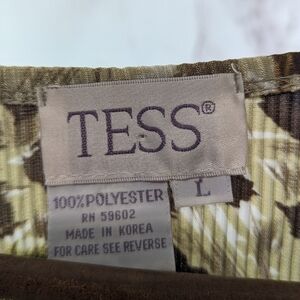 TESS®
L
100% POLYESTER
RN 59602
MADE IN KOREA
FOR CARE SEE REVERSE